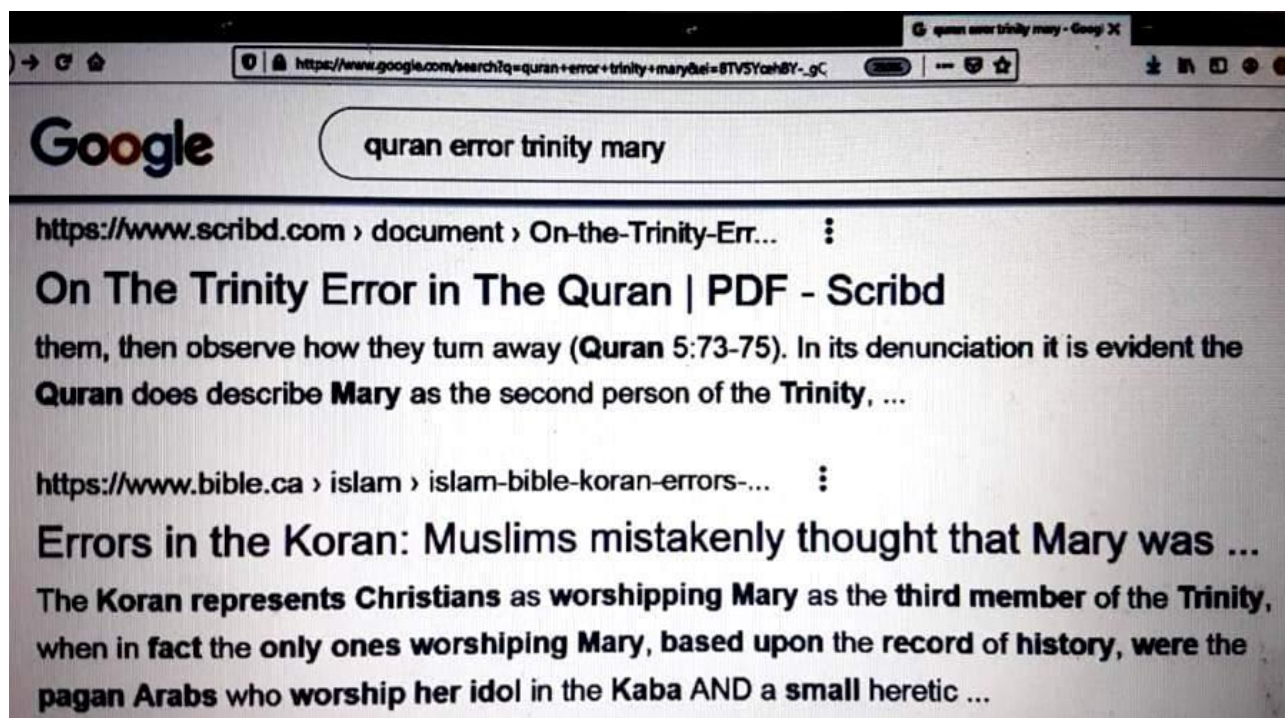 quran error trinity mary - Googl
https://www.google.com/search?q=quran+error+trinity+mary&ei=
Google
quran error trinity mary
https://www.scribd.com › document › On-the-Trinity-Err...
On The Trinity Error in The Quran | PDF - Scribd
them, then observe how they turn away (Quran 5:73-75). In its denunciation it is evident the
Quran does describe Mary as the second person of the Trinity, ...
https://www.bible.ca › islam › islam-bible-koran-errors-...
Errors in the Koran: Muslims mistakenly thought that Mary was ...
The Koran represents Christians as worshipping Mary as the third member of the Trinity,
when in fact the only ones worshiping Mary, based upon the record of history, were the
pagan Arabs who worship her idol in the Kaba AND a small heretic ...